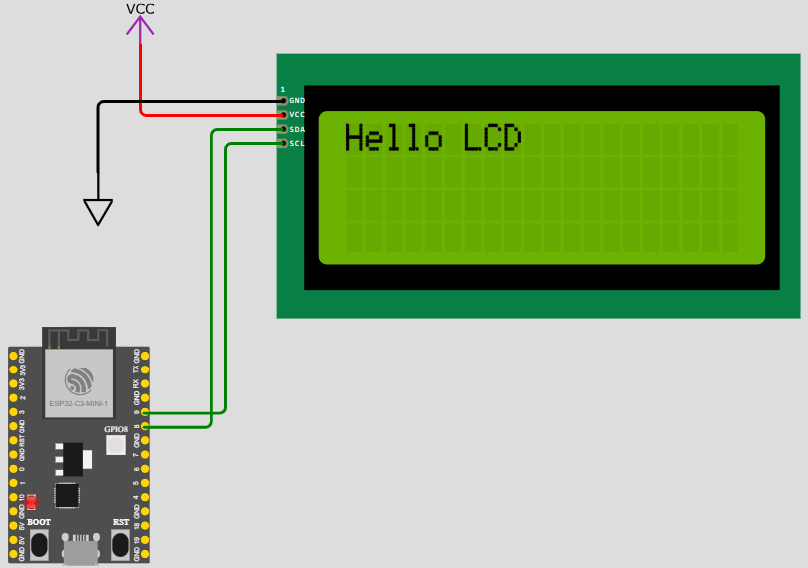 VCC
1
GND
VCC
SDA
SCL
Hello LCD
GND
3V3
3V3
2
3
GND
RST
GND
0
1
10
GND
5V
5V
GND
ESP32-C3-MINI-1
GPIO8
BOOT
RST
GND
TX
RX
GND
9
8
GND
7
6
5
4
GND
18
19
GND